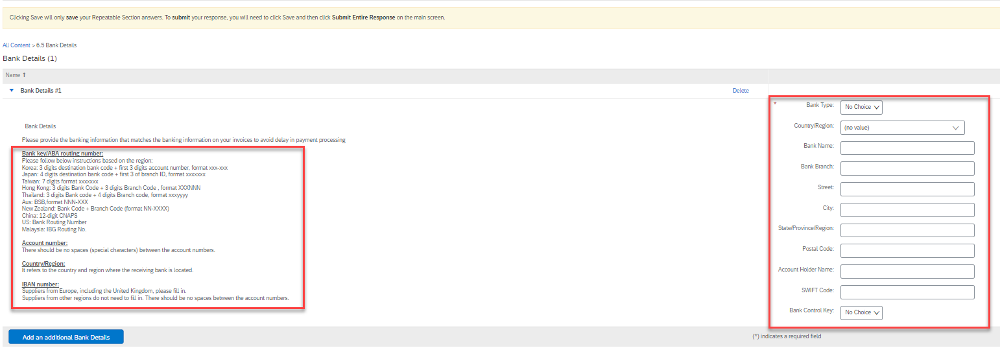 Clicking Save will only save your Repeatable Section answers. To submit your response, you will need to click Save and then click Submit Entire Response on the main screen.
All Content > 6.5 Bank Details
Bank Details (1)
Name ↑
Bank Details #1
Delete
Bank Details
Please provide the banking information that matches the banking information on your invoices to avoid delay in payment processing
Bank key/ABA routing number:
Please follow below instructions based on the region:
Korea: 3 digits destination bank code + first 3 digits account number, format xxx-xxx
Japan: 4 digits destination bank code + first 3 of branch ID, format xxxxxxx
Taiwan: 7 digits format xxxxxxx
Hong Kong: 3 digits Bank Code + 3 digits Branch Code , format XXXNNN
Thailand: 3 digits Bank code + 4 digits Branch code, format xxxyyyy
Aus: BSB,format NNN-XXX
New Zealand: Bank Code + Branch Code (format NN-XXXX)
China: 12-digit CNAPS
US: Bank Routing Number
Malaysia: IBG Routing No.
Account number:
There should be no spaces (special characters) between the account numbers.
Country/Region:
It refers to the country and region where the receiving bank is located.
IBAN number:
Suppliers from Europe, including the United Kingdom, please fill in.
Suppliers from other regions do not need to fill in. There should be no spaces between the account numbers.
* Bank Type: No Choice
Country/Region: (no value)
Bank Name:
Bank Branch:
Street:
City:
State/Province/Region:
Postal Code:
Account Holder Name:
SWIFT Code:
Bank Control Key: No Choice
Add an additional Bank Details
(*) indicates a required field